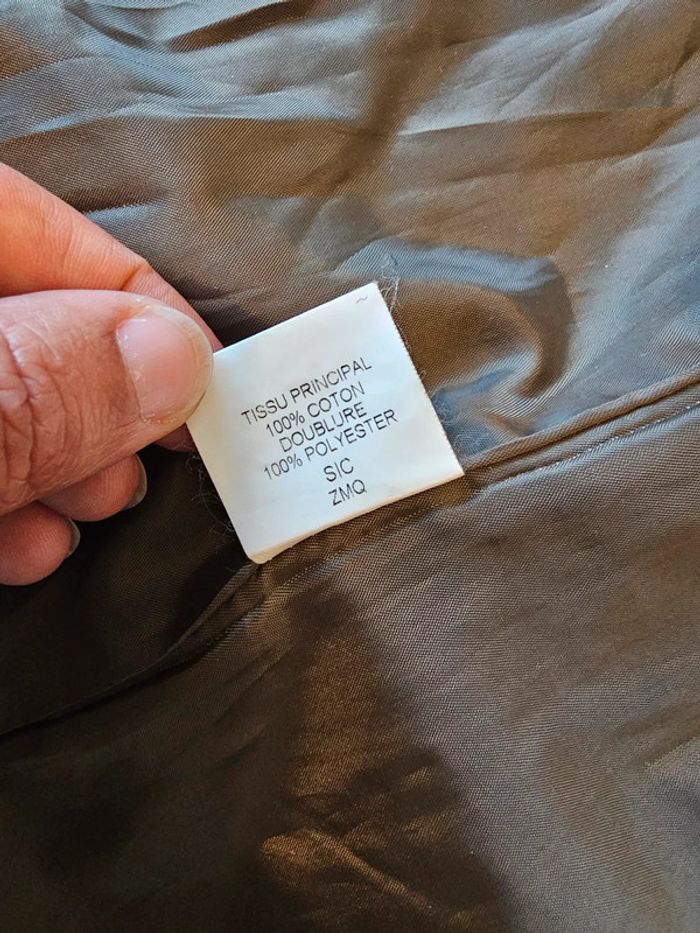 TISSU PRINCIPAL
100% COTON
DOUBLURE
100% POLYESTER
SIC
ZMQ